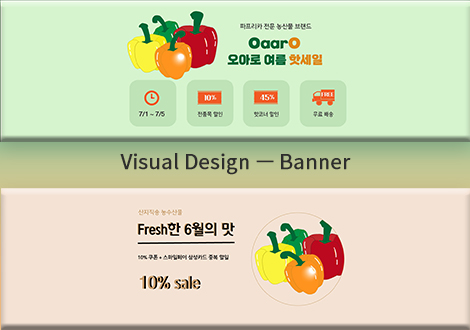 파프리카 전문 농산물 브랜드
OaarO
오아로 여름 핫세일
7/1 ~ 7/5
10%
전품목 할인
45%
핫코너 할인
FREE
무료 배송
Visual Design — Banner
산지직송 농수산물
Fresh한 6월의 맛
10% 쿠폰 + 스마일페이 삼성카드 중복 할일
10% sale